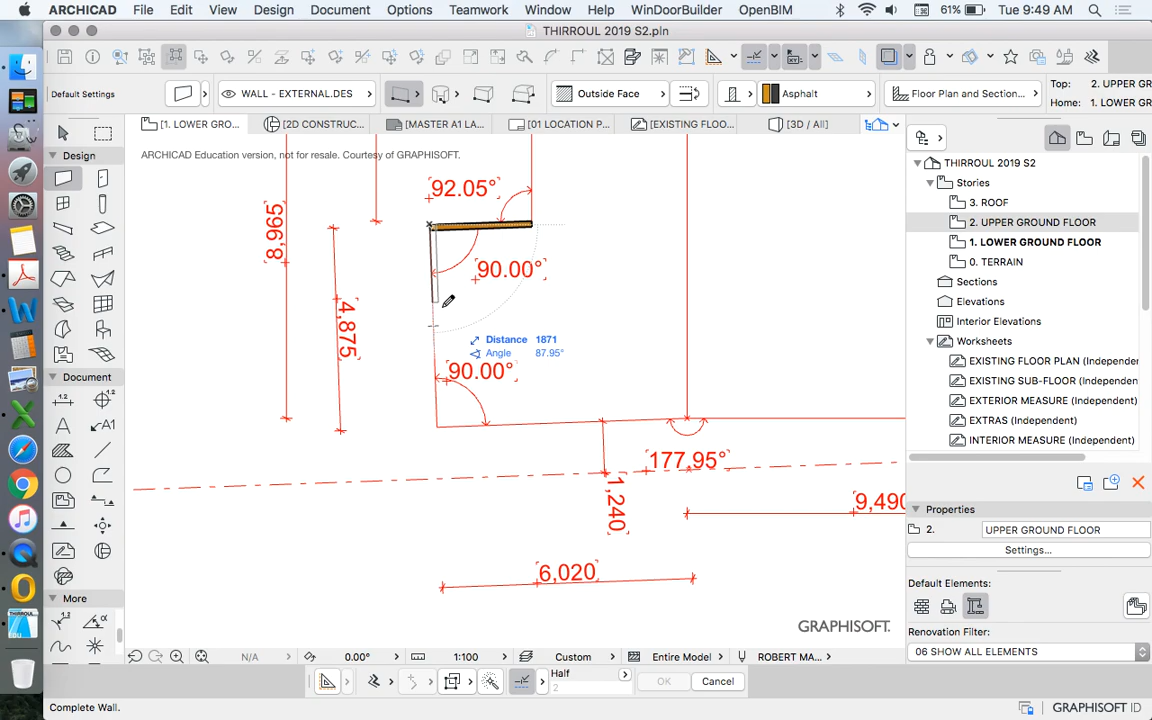 ARCHICAD File Edit View Design Document Options Teamwork Window Help WinDoorBuilder OpenBIM 61% Tue 9:49 AM
THIRROUL 2019 S2.pln
Default Settings
WALL - EXTERNAL.DES
Outside Face
Asphalt
Floor Plan and Section...
Top: 2. UPPER GR
Home: 1. LOWER GR
[1. LOWER GRO...
[2D CONSTRUC...
[MASTER A1 LA...
[01 LOCATION P...
[EXISTING FLOO...
[3D / All]
ARCHICAD Education version, not for resale. Courtesy of GRAPHISOFT.
Design
Document
More
92.05°
8,965
90.00°
4,875
Distance 1871
Angle 87.95°
90.00°
177.95°
1,240
9,490
6,020
GRAPHISOFT.
THIRROUL 2019 S2
Stories
3. ROOF
2. UPPER GROUND FLOOR
1. LOWER GROUND FLOOR
0. TERRAIN
Sections
Elevations
Interior Elevations
Worksheets
EXISTING FLOOR PLAN (Independen
EXISTING SUB-FLOOR (Independen
EXTERIOR MEASURE (Independen
EXTRAS (Independent)
INTERIOR MEASURE (Independent
Properties
2. UPPER GROUND FLOOR
Settings...
Default Elements:
Renovation Filter:
06 SHOW ALL ELEMENTS
N/A
0.00°
1:100
Custom
Entire Model
ROBERT MA...
Half
2
OK
Cancel
Complete Wall.
GRAPHISOFT ID